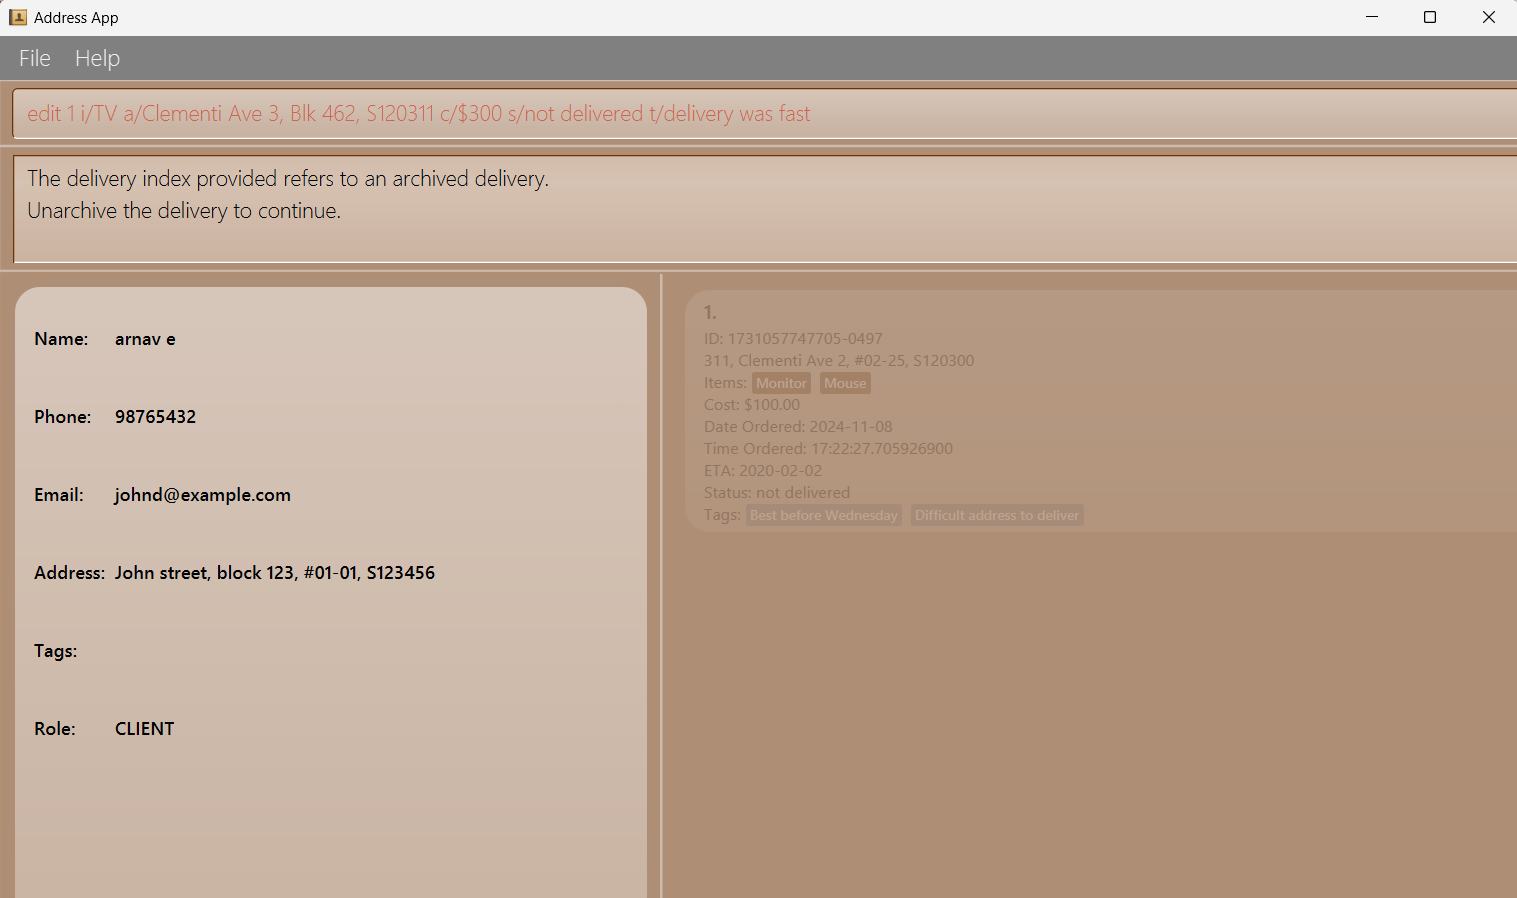 Address App
File Help
edit 1 i/TV a/Clementi Ave 3, Blk 462, S120311 c/$300 s/not delivered t/delivery was fast
The delivery index provided refers to an archived delivery.
Unarchive the delivery to continue.
Name: arnav e
Phone: 98765432
Email: johnd@example.com
Address: John street, block 123, #01-01, S123456
Tags:
Role: CLIENT
1.
ID: 1731057747705-0497
311, Clementi Ave 2, #02-25, S120300
Items: Monitor Mouse
Cost: $100.00
Date Ordered: 2024-11-08
Time Ordered: 17:22:27.705926900
ETA: 2020-02-02
Status: not delivered
Tags: Best before Wednesday Difficult address to deliver